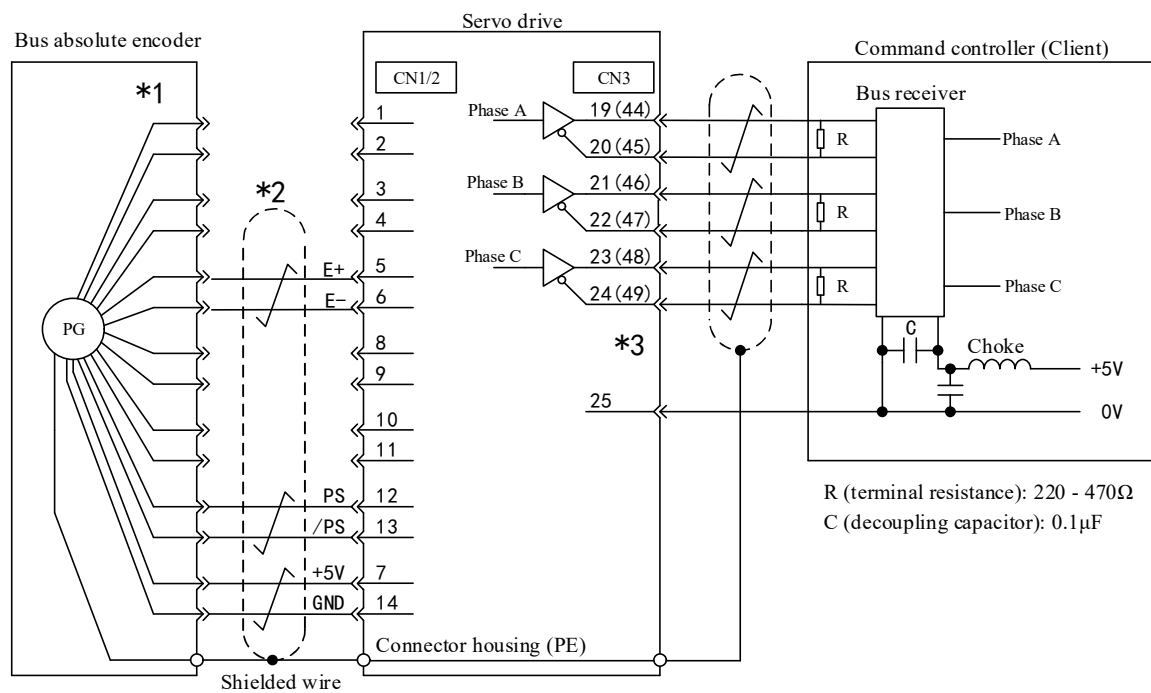 Servo drive
Bus absolute encoder
Command controller (Client)
*1
CN1/2
CN3
Bus receiver
1
Phase A
19(44)
R
Phase A
2
20(45)
3
*2
Phase B
21(46)
R
Phase B
4
22(47)
E+
5
Phase C
23(48)
R
Phase C
E-
6
24(49)
PG
*3
C
Choke
8
+5V
9
25
0V
10
11
PS
12
R (terminal resistance): 220 - 470Ω
/PS
13
C (decoupling capacitor): 0.1μF
+5V
7
GND
14
Connector housing (PE)
Shielded wire